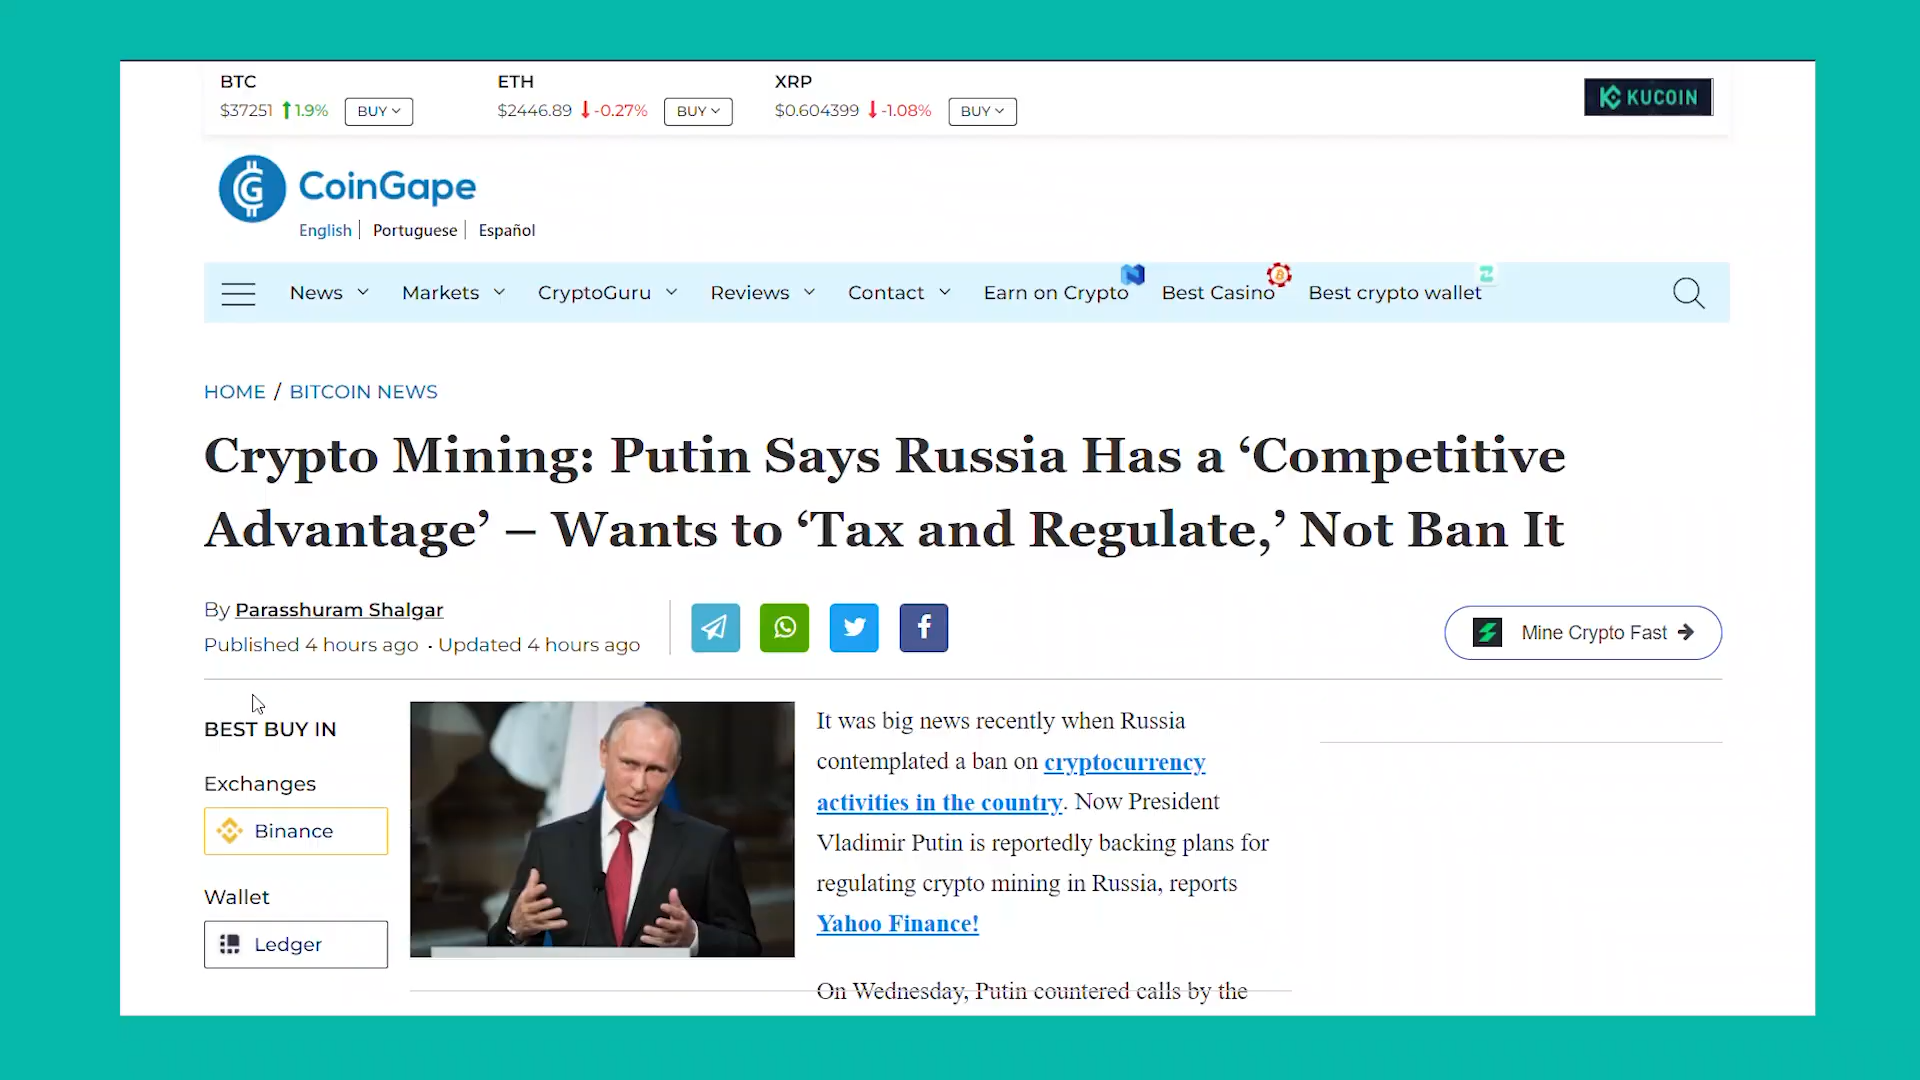 BTC
$37251 1.9% BUY
ETH
$2446.89 -0.27% BUY
XRP
$0.604399 -1.08% BUY
KUCOIN
CoinGape
English | Portuguese | Español
News Markets CryptoGuru Reviews Contact Earn on Crypto Best Casino Best crypto wallet
HOME / BITCOIN NEWS
Crypto Mining: Putin Says Russia Has a ‘Competitive
Advantage’ – Wants to ‘Tax and Regulate,’ Not Ban It
By Parasshuram Shalgar
Published 4 hours ago · Updated 4 hours ago
Mine Crypto Fast
BEST BUY IN
Exchanges
Binance
Wallet
Ledger
It was big news recently when Russia
contemplated a ban on cryptocurrency
activities in the country. Now President
Vladimir Putin is reportedly backing plans for
regulating crypto mining in Russia, reports
Yahoo Finance!
On Wednesday, Putin countered calls by the